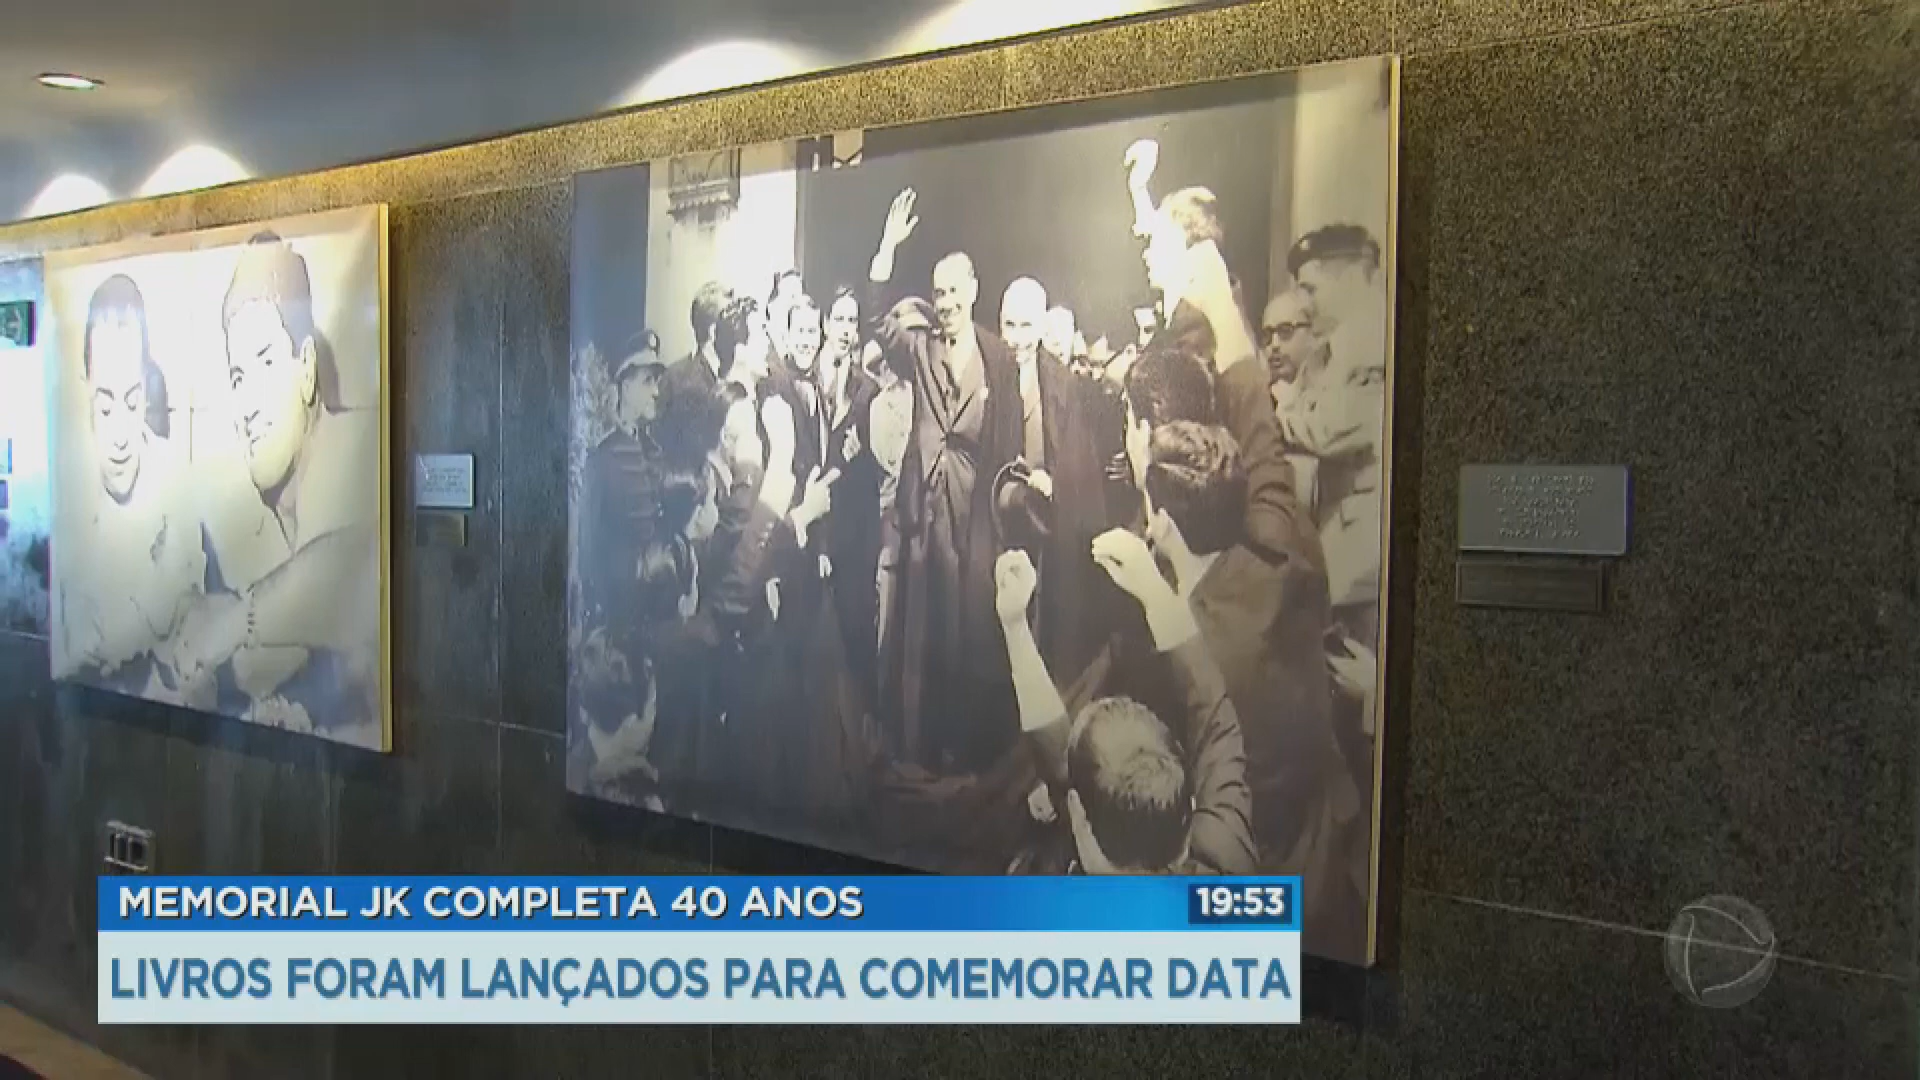 MEMORIAL JK COMPLETA 40 ANOS
19:53
LIVROS FORAM LANÇADOS PARA COMEMORAR DATA